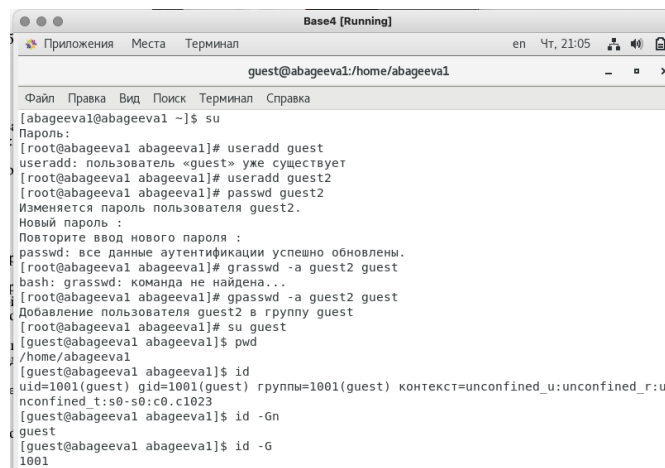 Base4 [Running]
Приложения Места Терминал en Чт, 21:05
guest@abageeva1:/home/abageeva1
Файл Правка Вид Поиск Терминал Справка
[abageeva1@abageeva1 ~]$ su
Пароль:
[root@abageeva1 abageeva1]# useradd guest
useradd: пользователь «guest» уже существует
[root@abageeva1 abageeva1]# useradd guest2
[root@abageeva1 abageeva1]# passwd guest2
Изменяется пароль пользователя guest2.
Новый пароль :
Повторите ввод нового пароля :
passwd: все данные аутентификации успешно обновлены.
[root@abageeva1 abageeva1]# grasswd -a guest2 guest
bash: grasswd: команда не найдена...
[root@abageeva1 abageeva1]# gpasswd -a guest2 guest
Добавление пользователя guest2 в группу guest
[root@abageeva1 abageeva1]# su guest
[guest@abageeva1 abageeva1]$ pwd
/home/abageeva1
[guest@abageeva1 abageeva1]$ id
uid=1001(guest) gid=1001(guest) группы=1001(guest) контекст=unconfined_u:unconfined_r:u
nconfined_t:s0-s0:c0.c1023
[guest@abageeva1 abageeva1]$ id -Gn
guest
[guest@abageeva1 abageeva1]$ id -G
1001